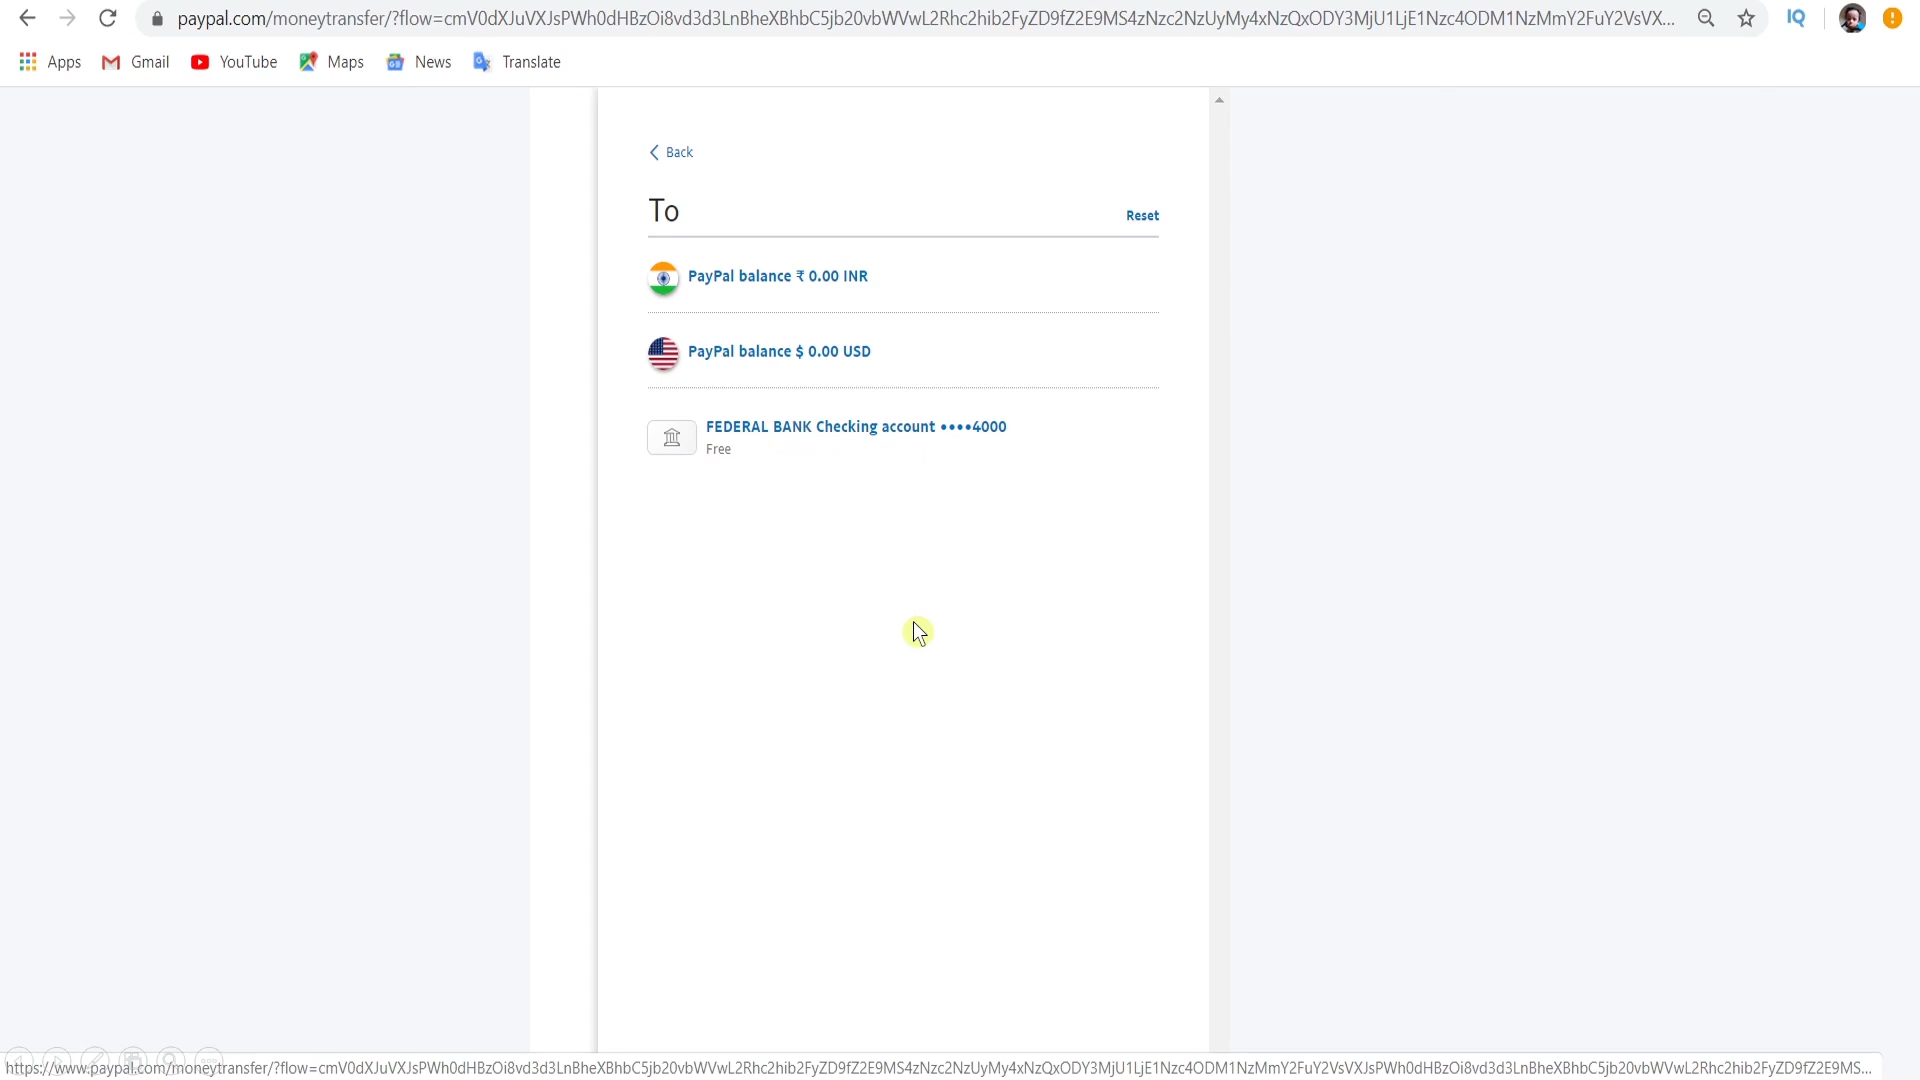 paypal.com/moneytransfer/?flow=cmV0dXJuVXJsPWh0dHBzOi8vd3d3LnBheXBhbC5jb20vbWVwL2Rhc2hib2FyZD9fZ2E9MS4zNzc2NzUyMy4xNzQxODY3MjU1LjE1Nzc4ODM1NzMmY2FuY2VsVX...
IQ
Apps Gmail YouTube Maps News Translate
Back
To
Reset
PayPal balance ₹ 0.00 INR
PayPal balance $ 0.00 USD
FEDERAL BANK Checking account ••••4000
Free
https://www.paypal.com/moneytransfer/?flow=cmV0dXJuVXJsPWh0dHBzOi8vd3d3LnBheXBhbC5jb20vbWVwL2Rhc2hib2FyZD9fZ2E9MS4zNzc2NzUyMy4xNzQxODY3MjU1LjE1Nzc4ODM1NzMmY2FuY2VsVXJsPWh0dHBzOi8vd3d3LnBheXBhbC5jb20vbWVwL2Rhc2hib2FyZD9fZ2E9MS...